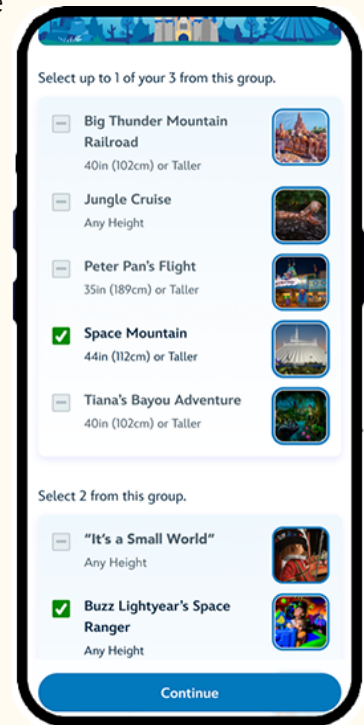 e
Select up to 1 of your 3 from this group.
Big Thunder Mountain
Railroad
40in (102cm) or Taller
Jungle Cruise
Any Height
Peter Pan's Flight
35in (189cm) or Taller
Space Mountain
44in (112cm) or Taller
Tiana's Bayou Adventure
40in (102cm) or Taller
Select 2 from this group.
"It's a Small World"
Any Height
Buzz Lightyear's Space
Ranger
Any Height
Continue